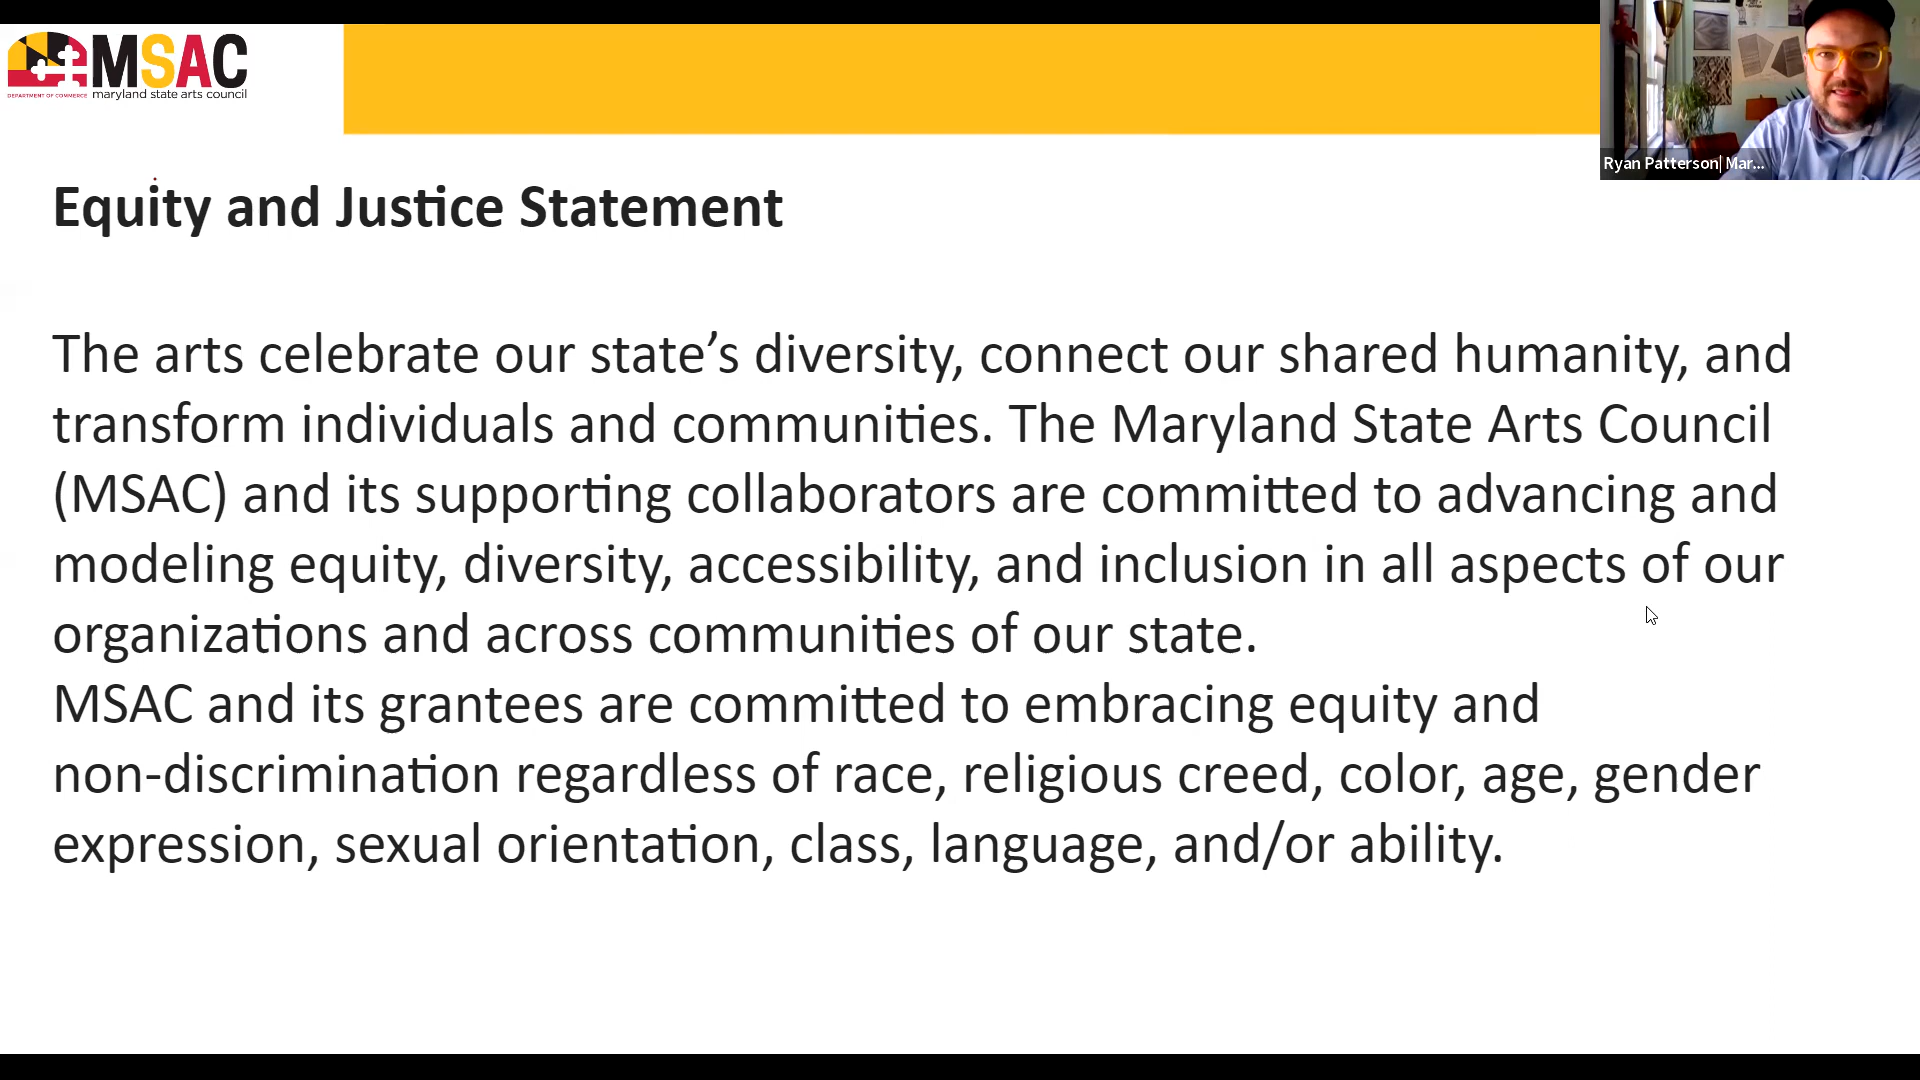 MSAC
DEPARTMENT OF COMMERCE maryland state arts council
Ryan Patterson| Mar...
Equity and Justice Statement
The arts celebrate our state’s diversity, connect our shared humanity, and
transform individuals and communities. The Maryland State Arts Council
(MSAC) and its supporting collaborators are committed to advancing and
modeling equity, diversity, accessibility, and inclusion in all aspects of our
organizations and across communities of our state.
MSAC and its grantees are committed to embracing equity and
non-discrimination regardless of race, religious creed, color, age, gender
expression, sexual orientation, class, language, and/or ability.